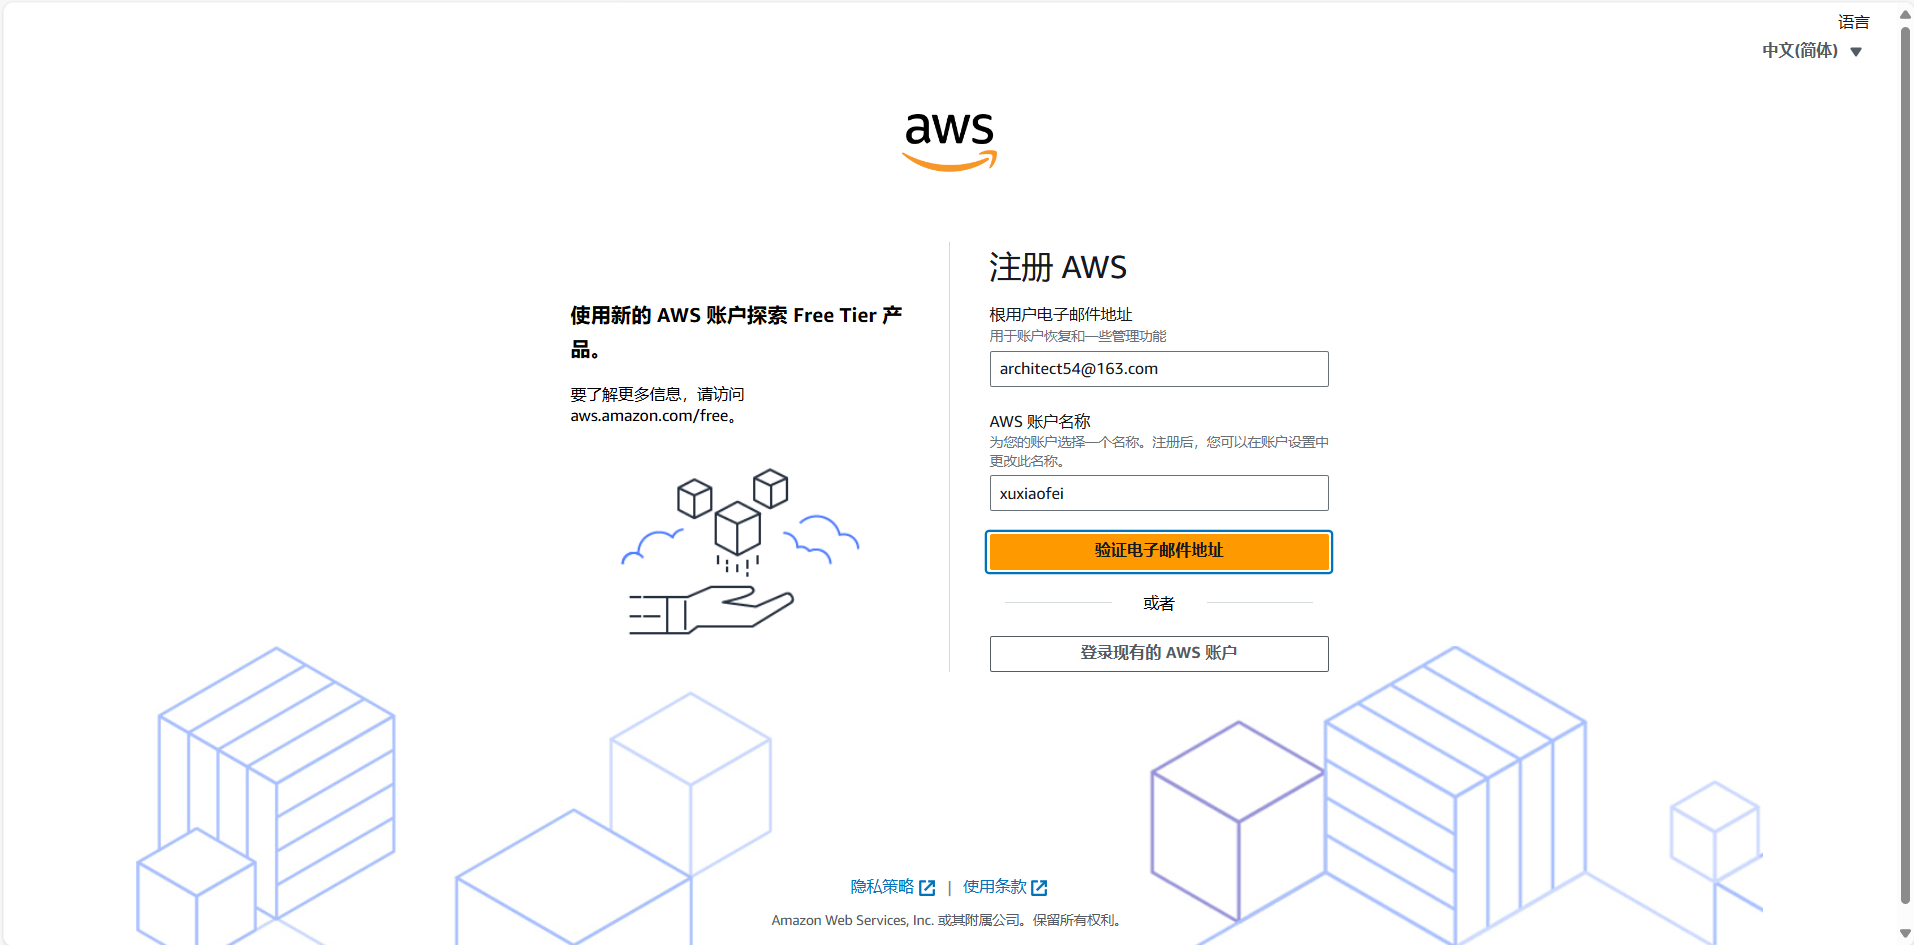 语言
中文(简体)
aws
使用新的 AWS 账户探索 Free Tier 产
品。
要了解更多信息，请访问
aws.amazon.com/free。
注册 AWS
根用户电子邮件地址
用于账户恢复和一些管理功能
architect54@163.com
AWS 账户名称
为您的账户选择一个名称。注册后，您可以在账户设置中
更改此名称。
xuxiaofei
验证电子邮件地址
或者
登录现有的 AWS 账户
隐私策略 | 使用条款
Amazon Web Services, Inc. 或其附属公司。保留所有权利。